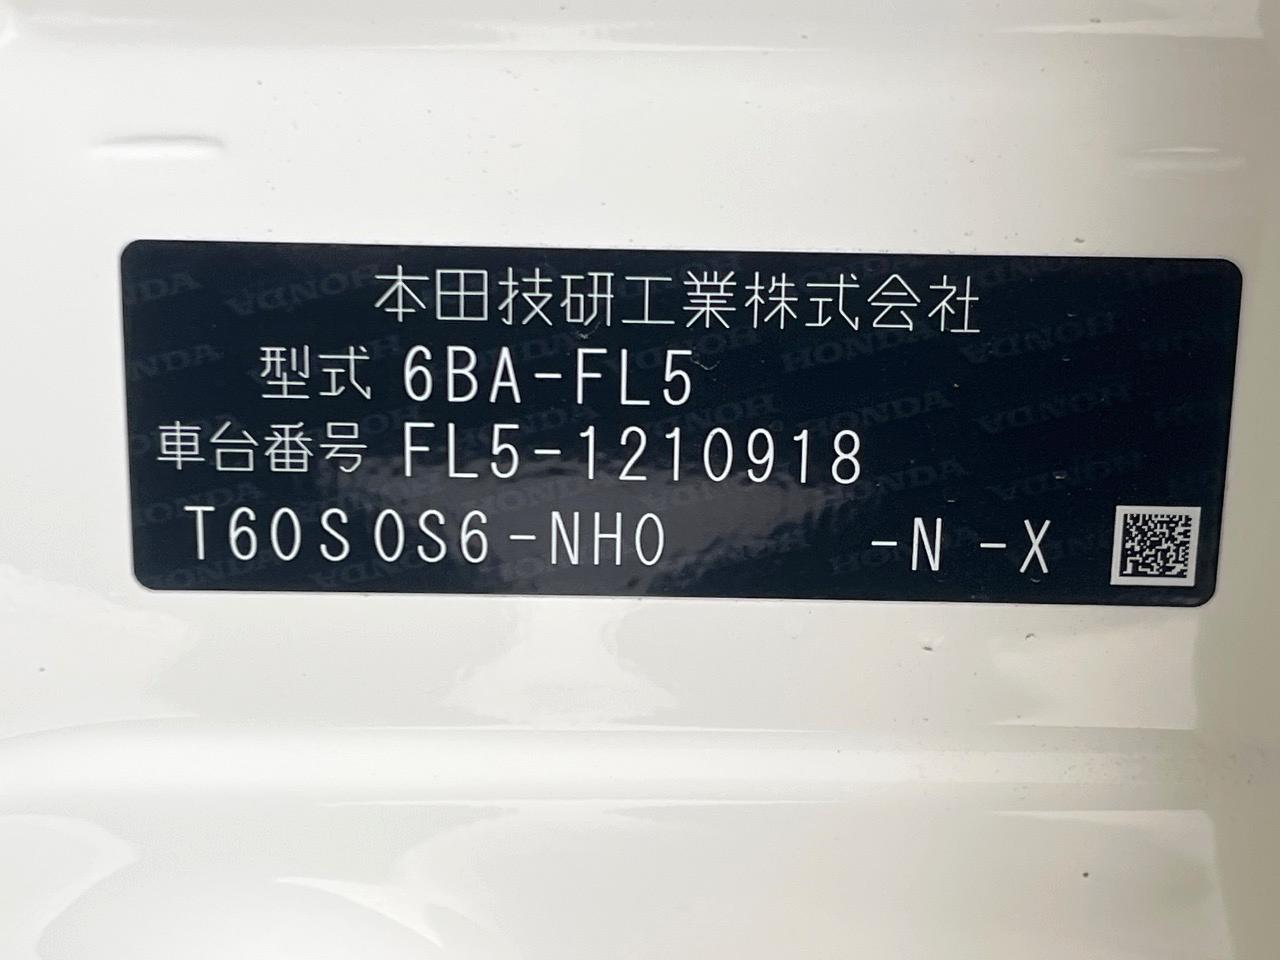 本田技研工業株式会社
型式 6BA-FL5
車台番号 FL5-1210918
T60S0S6-NH0 -N -X